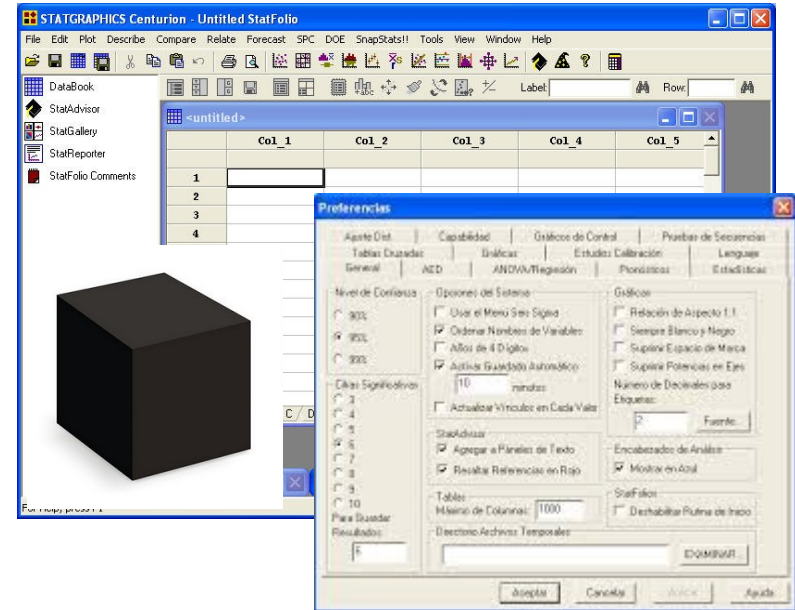 STATGRAPHICS Centurion - Untitled StatFolio
File Edit Plot Describe Compare Relate Forecast SPC DOE SnapStats!! Tools View Window Help
Label: Row:
DataBook
StatAdvisor
StatGallery
StatReporter
StatFolio Comments
<untitled>
Col_1 Col_2 Col_3 Col_4 Col_5
1
2
3
4
C / D
Preferencias
Ajuste Dist. Capabilidad Gráficos de Control Pruebas de Secuencias
Tablas Cruzadas Gráficas Estudios Calibración Lenguaje
General AED ANOVA/Regresión Pronósticos Estadísticas
Nivel de Confianza
90%
95%
99%
Cifras Significativas
3
4
5
6
7
8
9
10
Para Guardar
Resultados:
6
Opciones del Sistema
Usar el Menú Seis Sigma
Ordenar Nombres de Variables
Años de 4 Dígitos
Activar Guardado Automático
10 minutos
Actualizar Vínculos en Cada Valor
StatAdvisor
Agregar a Páneles de Texto
Resaltar Referencias en Rojo
Tables
Máximo de Columnas: 1000
Directorio Archivos Temporales
EXAMINAR...
Gráficas
Relación de Aspecto 1:1
Siempre Blanco y Negro
Suprimir Espacio de Marca
Suprimir Potencias en Ejes
Número de Decimales para
Etiquetas:
2 Fuente...
Encabezados de Análisis
Mostrar en Azul
StatFolios
Deshabilitar Rutina de Inicio
Aceptar Cancelar Ayuda